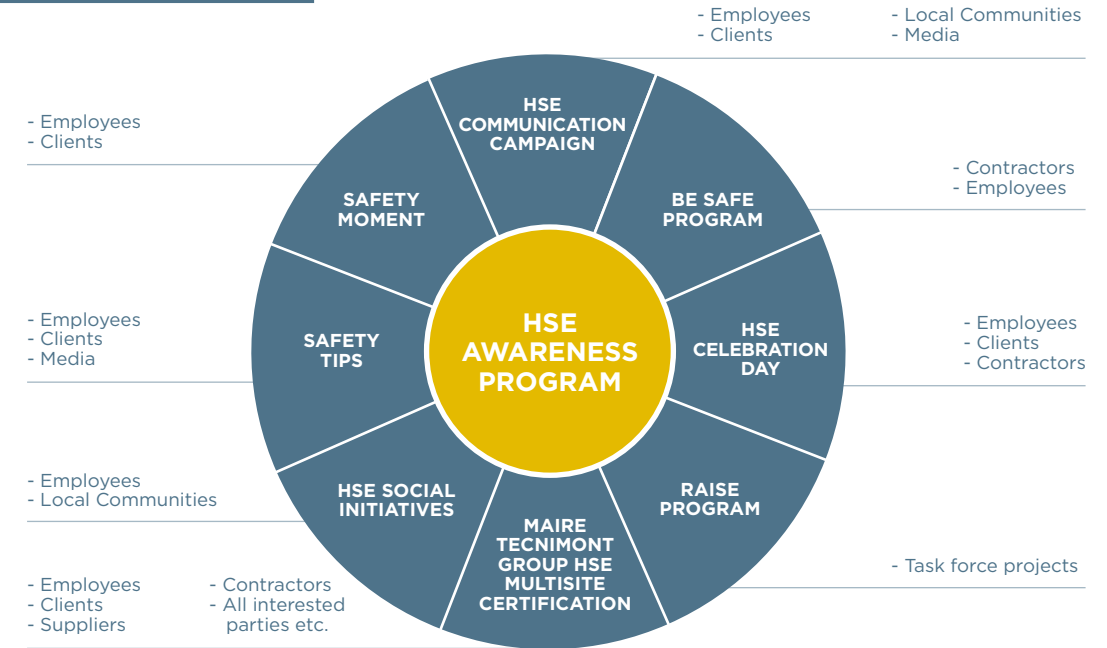 - Employees
- Clients
- Local Communities
- Media
HSE
COMMUNICATION
CAMPAIGN
- Employees
- Clients
SAFETY
MOMENT
BE SAFE
PROGRAM
- Contractors
- Employees
- Employees
- Clients
- Media
SAFETY
TIPS
HSE
AWARENESS
PROGRAM
HSE
CELEBRATION
DAY
- Employees
- Clients
- Contractors
- Employees
- Local Communities
HSE SOCIAL
INITIATIVES
RAISE
PROGRAM
MAIRE
TECNIMONT
GROUP HSE
MULTISITE
CERTIFICATION
- Task force projects
- Employees
- Clients
- Suppliers
- Contractors
- All interested
parties etc.